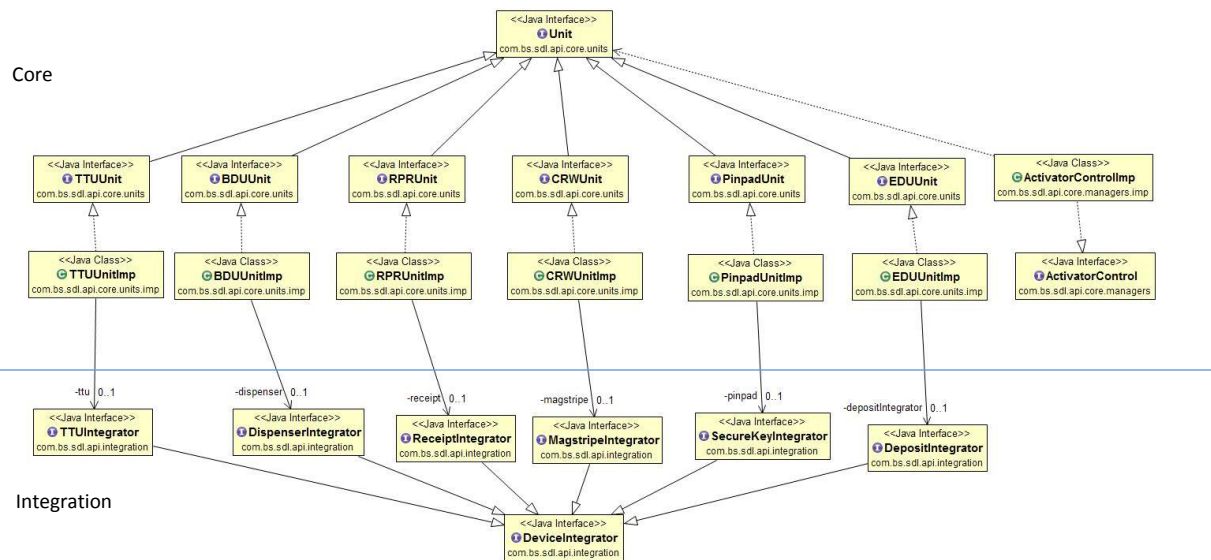 <<Java Interface>>
Unit
com.bs.sdl.api.core.units
Core
<<Java Interface>>
TTUUnit
com.bs.sdl.api.core.units
<<Java Interface>>
BDUUnit
com.bs.sdl.api.core.units
<<Java Interface>>
RPRUnit
com.bs.sdl.api.core.units
<<Java Interface>>
CRWUnit
com.bs.sdl.api.core.units
<<Java Interface>>
PinpadUnit
com.bs.sdl.api.core.units
<<Java Interface>>
EDUUnit
com.bs.sdl.api.core.units
<<Java Class>>
ActivatorControlImp
com.bs.sdl.api.core.managers.imp
<<Java Class>>
TTUUnitImp
com.bs.sdl.api.core.units.imp
<<Java Class>>
BDUUnitImp
com.bs.sdl.api.core.units.imp
<<Java Class>>
RPRUnitImp
com.bs.sdl.api.core.units.imp
<<Java Class>>
CRWUnitImp
com.bs.sdl.api.core.units.imp
<<Java Class>>
PinpadUnitImp
com.bs.sdl.api.core.units.imp
<<Java Class>>
EDUUnitImp
com.bs.sdl.api.core.units.imp
<<Java Interface>>
ActivatorControl
com.bs.sdl.api.core.managers
-ttu 0..1
-dispenser 0..1
-receipt 0..1
-magstripe 0..1
-pinpad 0..1
-depositIntegrator 0..1
<<Java Interface>>
TTUIntegrator
com.bs.sdl.api.integration
<<Java Interface>>
DispenserIntegrator
com.bs.sdl.api.integration
<<Java Interface>>
ReceiptIntegrator
com.bs.sdl.api.integration
<<Java Interface>>
MagstripeIntegrator
com.bs.sdl.api.integration
<<Java Interface>>
SecureKeyIntegrator
com.bs.sdl.api.integration
<<Java Interface>>
DepositIntegrator
com.bs.sdl.api.integration
Integration
<<Java Interface>>
DeviceIntegrator
com.bs.sdl.api.integration